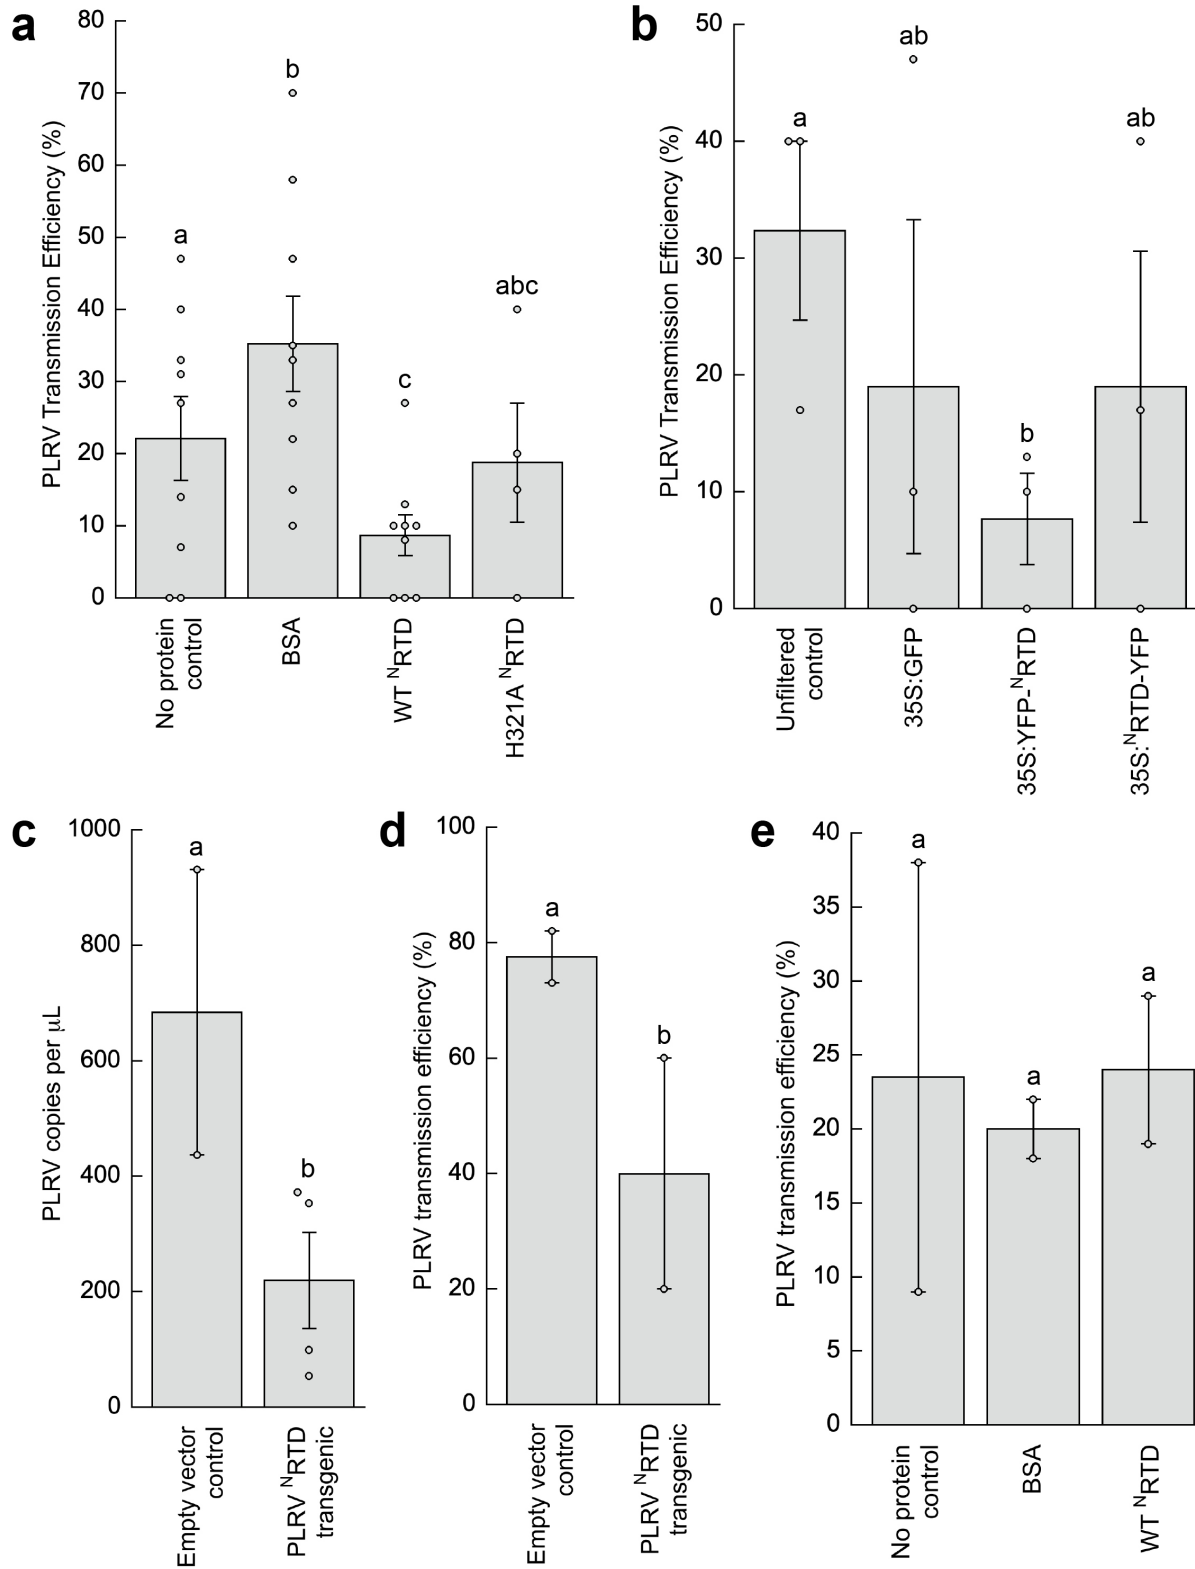 a
PLRV Transmission Efficiency (%)
80
70
60
50
40
30
20
10
0
a
b
c
abc
No protein
control
BSA
WT ᴺRTD
H321A ᴺRTD
b
PLRV Transmission Efficiency (%)
50
40
30
20
10
0
a
ab
b
ab
Unfiltered
control
35S:GFP
35S:YFP-ᴺRTD
35S:ᴺRTD-YFP
c
PLRV copies per µL
1000
800
600
400
200
0
a
b
Empty vector
control
PLRV ᴺRTD
transgenic
d
PLRV transmission efficiency (%)
100
80
60
40
20
0
a
b
Empty vector
control
PLRV ᴺRTD
transgenic
e
PLRV transmission efficiency (%)
40
35
30
25
20
15
10
5
0
a
a
a
No protein
control
BSA
WT ᴺRTD